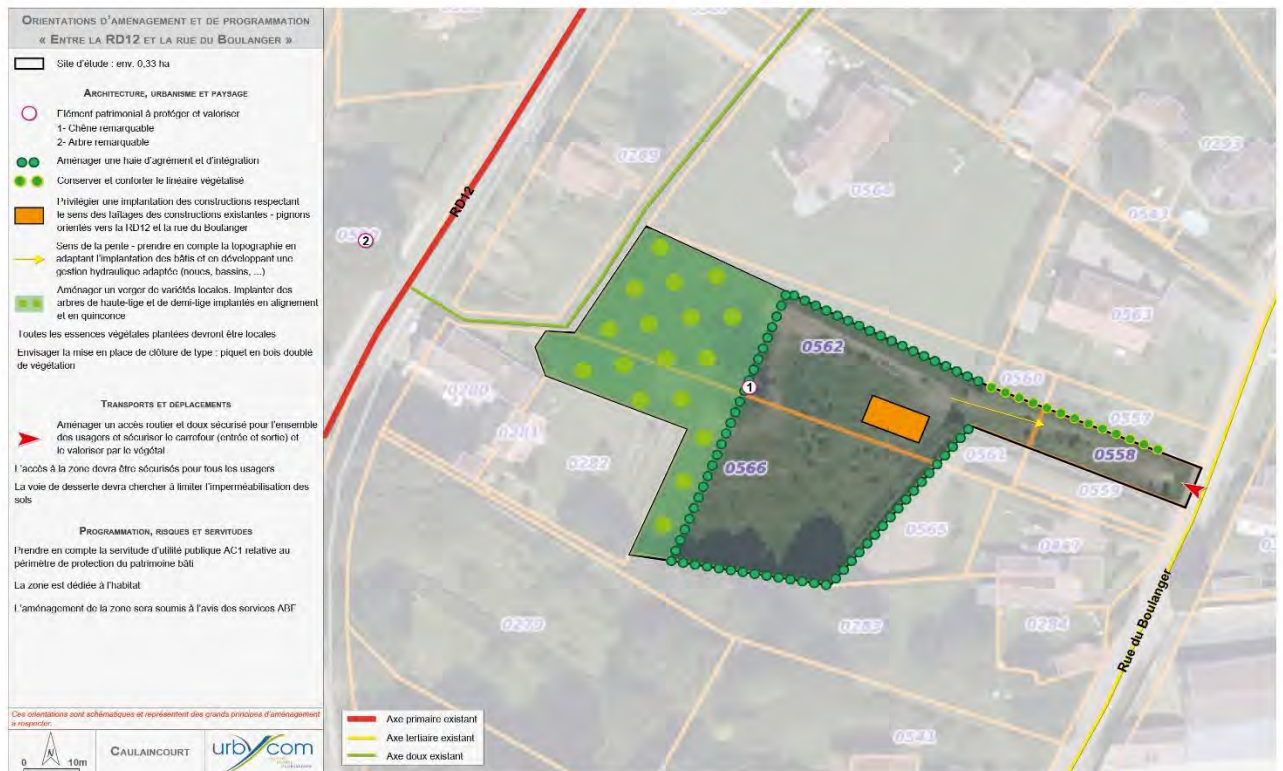 ORIENTATIONS D'AMÉNAGEMENT ET DE PROGRAMMATION
« ENTRE LA RD12 ET LA RUE DU BOULANGER »
Site d'étude : env. 0,33 ha
ARCHITECTURE, URBANISME ET PAYSAGE
Elément patrimonial à protéger et valoriser
1- Chêne remarquable
2- Arbre remarquable
Aménager une haie d'agrément et d'intégration
Conserver et conforter le linéaire végétalisé
Privilégier une implantation des constructions respectant
le sens des faîtages des constructions existantes - pignons
orientés vers la RD12 et la rue du Boulanger
Sens de la pente - prendre en compte la topographie en
adaptant l'implantation des bâtis et en développant une
gestion hydraulique adaptée (noues, bassins, ...)
Aménager un verger de variétés locales. Implanter des
arbres de haute-tige et de demi-tige implantés en alignement
et en quinconce
Toutes les essences végétales plantées devront être locales
Envisager la mise en place de clôture de type : piquet en bois doublé
de végétation
TRANSPORTS ET DÉPLACEMENTS
Aménager un accès routier et doux sécurisé pour l'ensemble
des usagers et sécuriser le carrefour (entrée et sortie) et
le valoriser par le végétal
L'accès à la zone devra être sécurisés pour tous les usagers
La voie de desserte devra chercher à limiter l'imperméabilisation des
sols
PROGRAMMATION, RISQUES ET SERVITUDES
Prendre en compte la servitude d'utilité publique AC1 relative au
périmètre de protection du patrimoine bâti
La zone est dédiée à l'habitat
L'aménagement de la zone sera soumis à l'avis des services ABF
Ces orientations sont schématiques et représentent des grands principes d'aménagement
à respecter.
N
0 10m
CAULAINCOURT
urbycom
RD12
2
0289
0564
0293
0543
0563
0562
0560
0557
1
0280
0281
0282
0566
0561
0558
0559
0565
0447
0279
0283
0284
0541
Rue du Boulanger
Axe primaire existant
Axe tertiaire existant
Axe doux existant